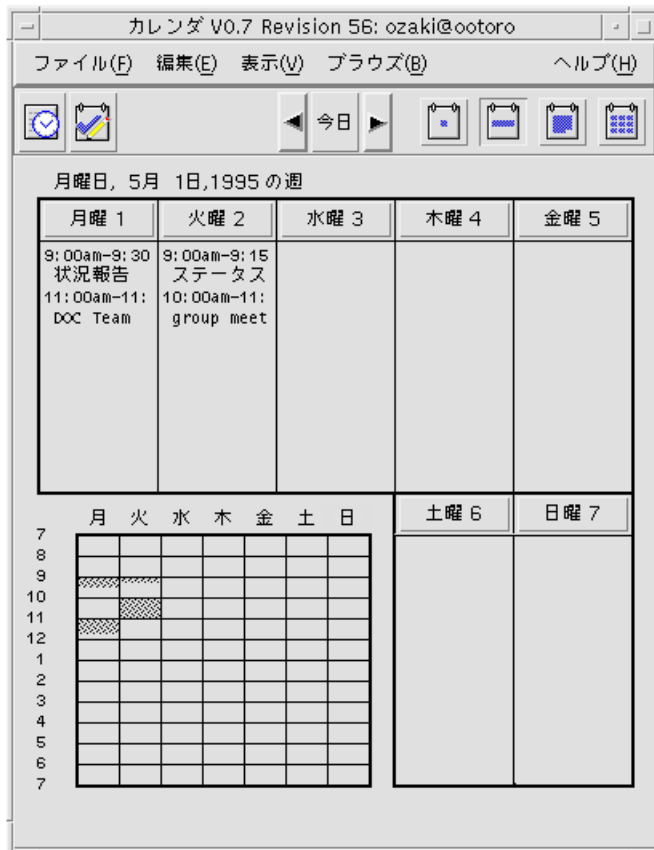 カレンダ V0.7 Revision 56: ozaki@ootoro
ファイル(F) 編集(E) 表示(V) ブラウズ(B) ヘルプ(H)
今日
月曜日, 5月 1日,1995 の週
月曜 1 火曜 2 水曜 3 木曜 4 金曜 5
9:00am-9:30 9:00am-9:15
状況報告 ステータス
11:00am-11: 10:00am-11:
DOC Team group meet
土曜 6 日曜 7
月 火 水 木 金 土 日
7
8
9
10
11
12
1
2
3
4
5
6
7